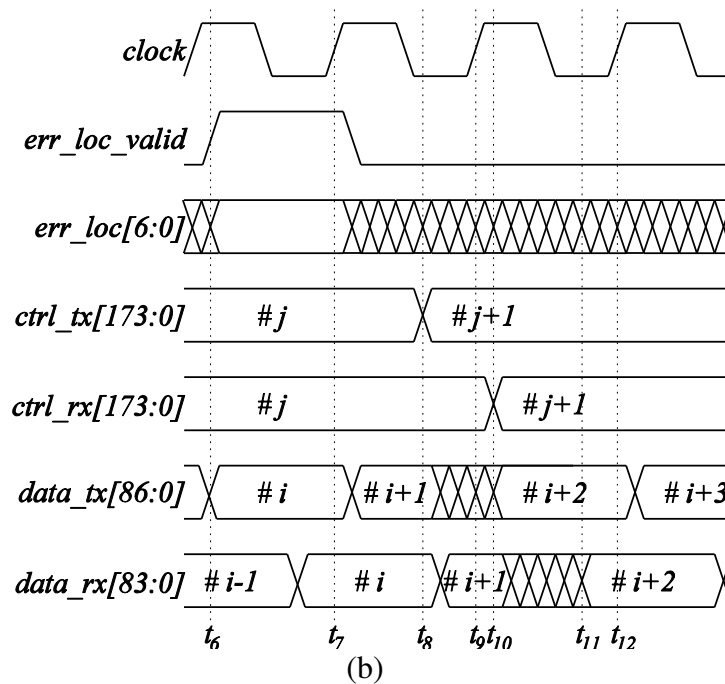 clock
err_loc_valid
err_loc[6:0]
ctrl_tx[173:0] #j #j+1
ctrl_rx[173:0] #j #j+1
data_tx[86:0] #i #i+1 #i+2 #i+3
data_rx[83:0] #i-1 #i #i+1 #i+2
t6 t7 t8 t9 t10 t11 t12
(b)